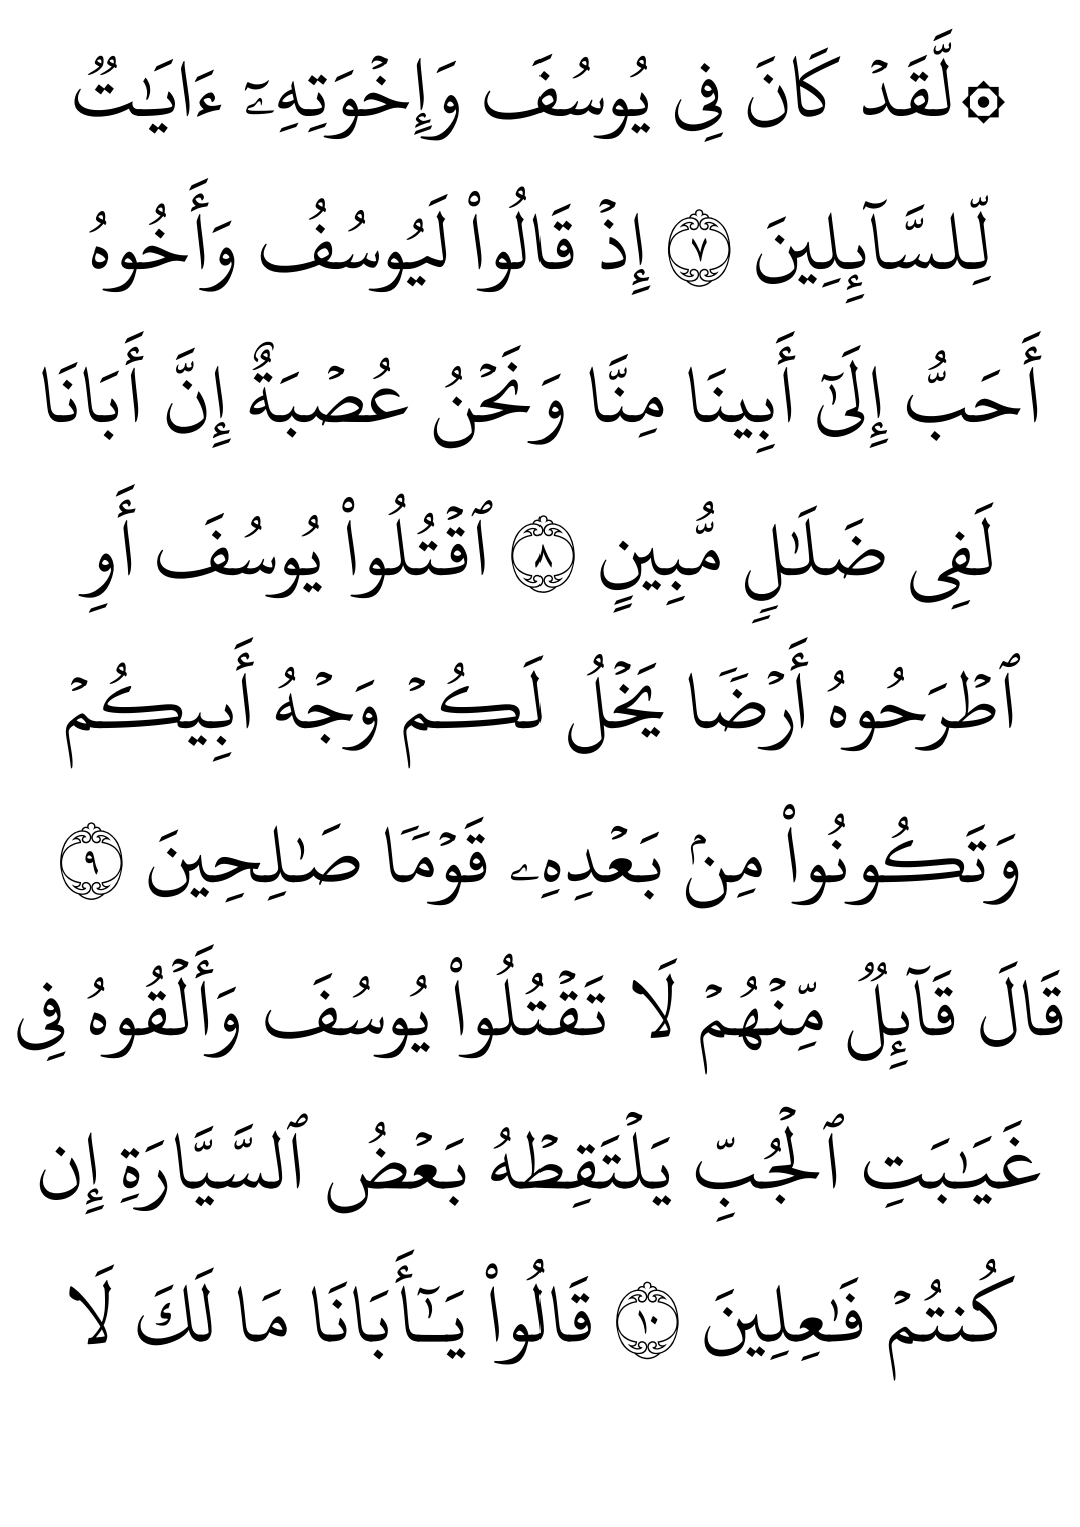 ۞لَّقَدۡ كَانَ فِي يُوسُفَ وَإِخۡوَتِهِۦٓ ءَايَٰتٞ
لِّلسَّآئِلِينَ ٧ إِذۡ قَالُواْ لَيُوسُفُ وَأَخُوهُ
أَحَبُّ إِلَىٰٓ أَبِينَا مِنَّا وَنَحۡنُ عُصۡبَةٌ إِنَّ أَبَانَا
لَفِي ضَلَٰلٖ مُّبِينٍ ٨ ٱقۡتُلُواْ يُوسُفَ أَوِ
ٱطۡرَحُوهُ أَرۡضٗا يَخۡلُ لَكُمۡ وَجۡهُ أَبِيكُمۡ
وَتَكُونُواْ مِنۢ بَعۡدِهِۦ قَوۡمٗا صَٰلِحِينَ ٩
قَالَ قَآئِلٞ مِّنۡهُمۡ لَا تَقۡتُلُواْ يُوسُفَ وَأَلۡقُوهُ فِي
غَيَٰبَتِ ٱلۡجُبِّ يَلۡتَقِطۡهُ بَعۡضُ ٱلسَّيَّارَةِ إِن
كُنتُمۡ فَٰعِلِينَ ١٠ قَالُواْ يَٰٓأَبَانَا مَا لَكَ لَا